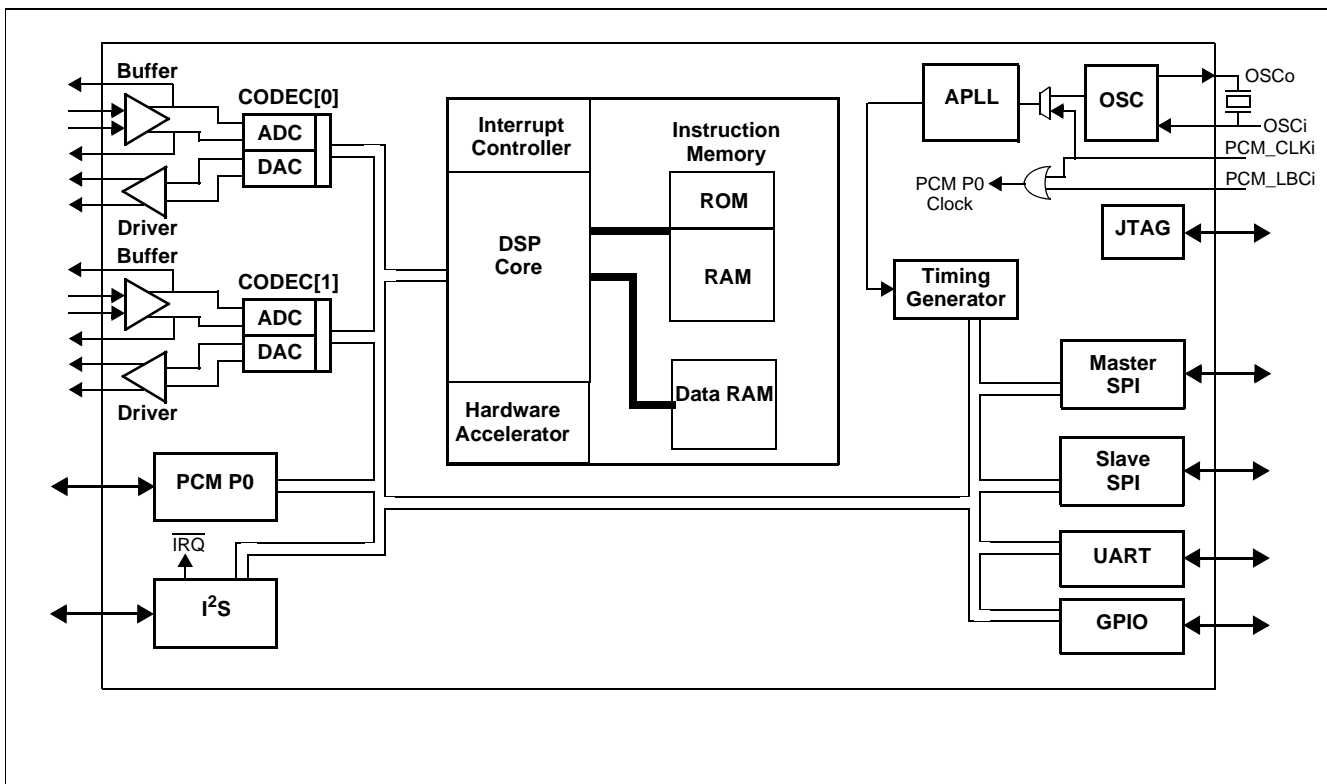 Buffer
CODEC[0]
ADC
DAC
Driver
Buffer
CODEC[1]
ADC
DAC
Driver
PCM P0
IRQ
I²S
Interrupt
Controller
DSP
Core
Hardware
Accelerator
Instruction
Memory
ROM
RAM
Data RAM
APLL
OSC
OSCo
OSCi
PCM_CLKi
PCM_LBCi
PCM P0
Clock
JTAG
Timing
Generator
Master
SPI
Slave
SPI
UART
GPIO